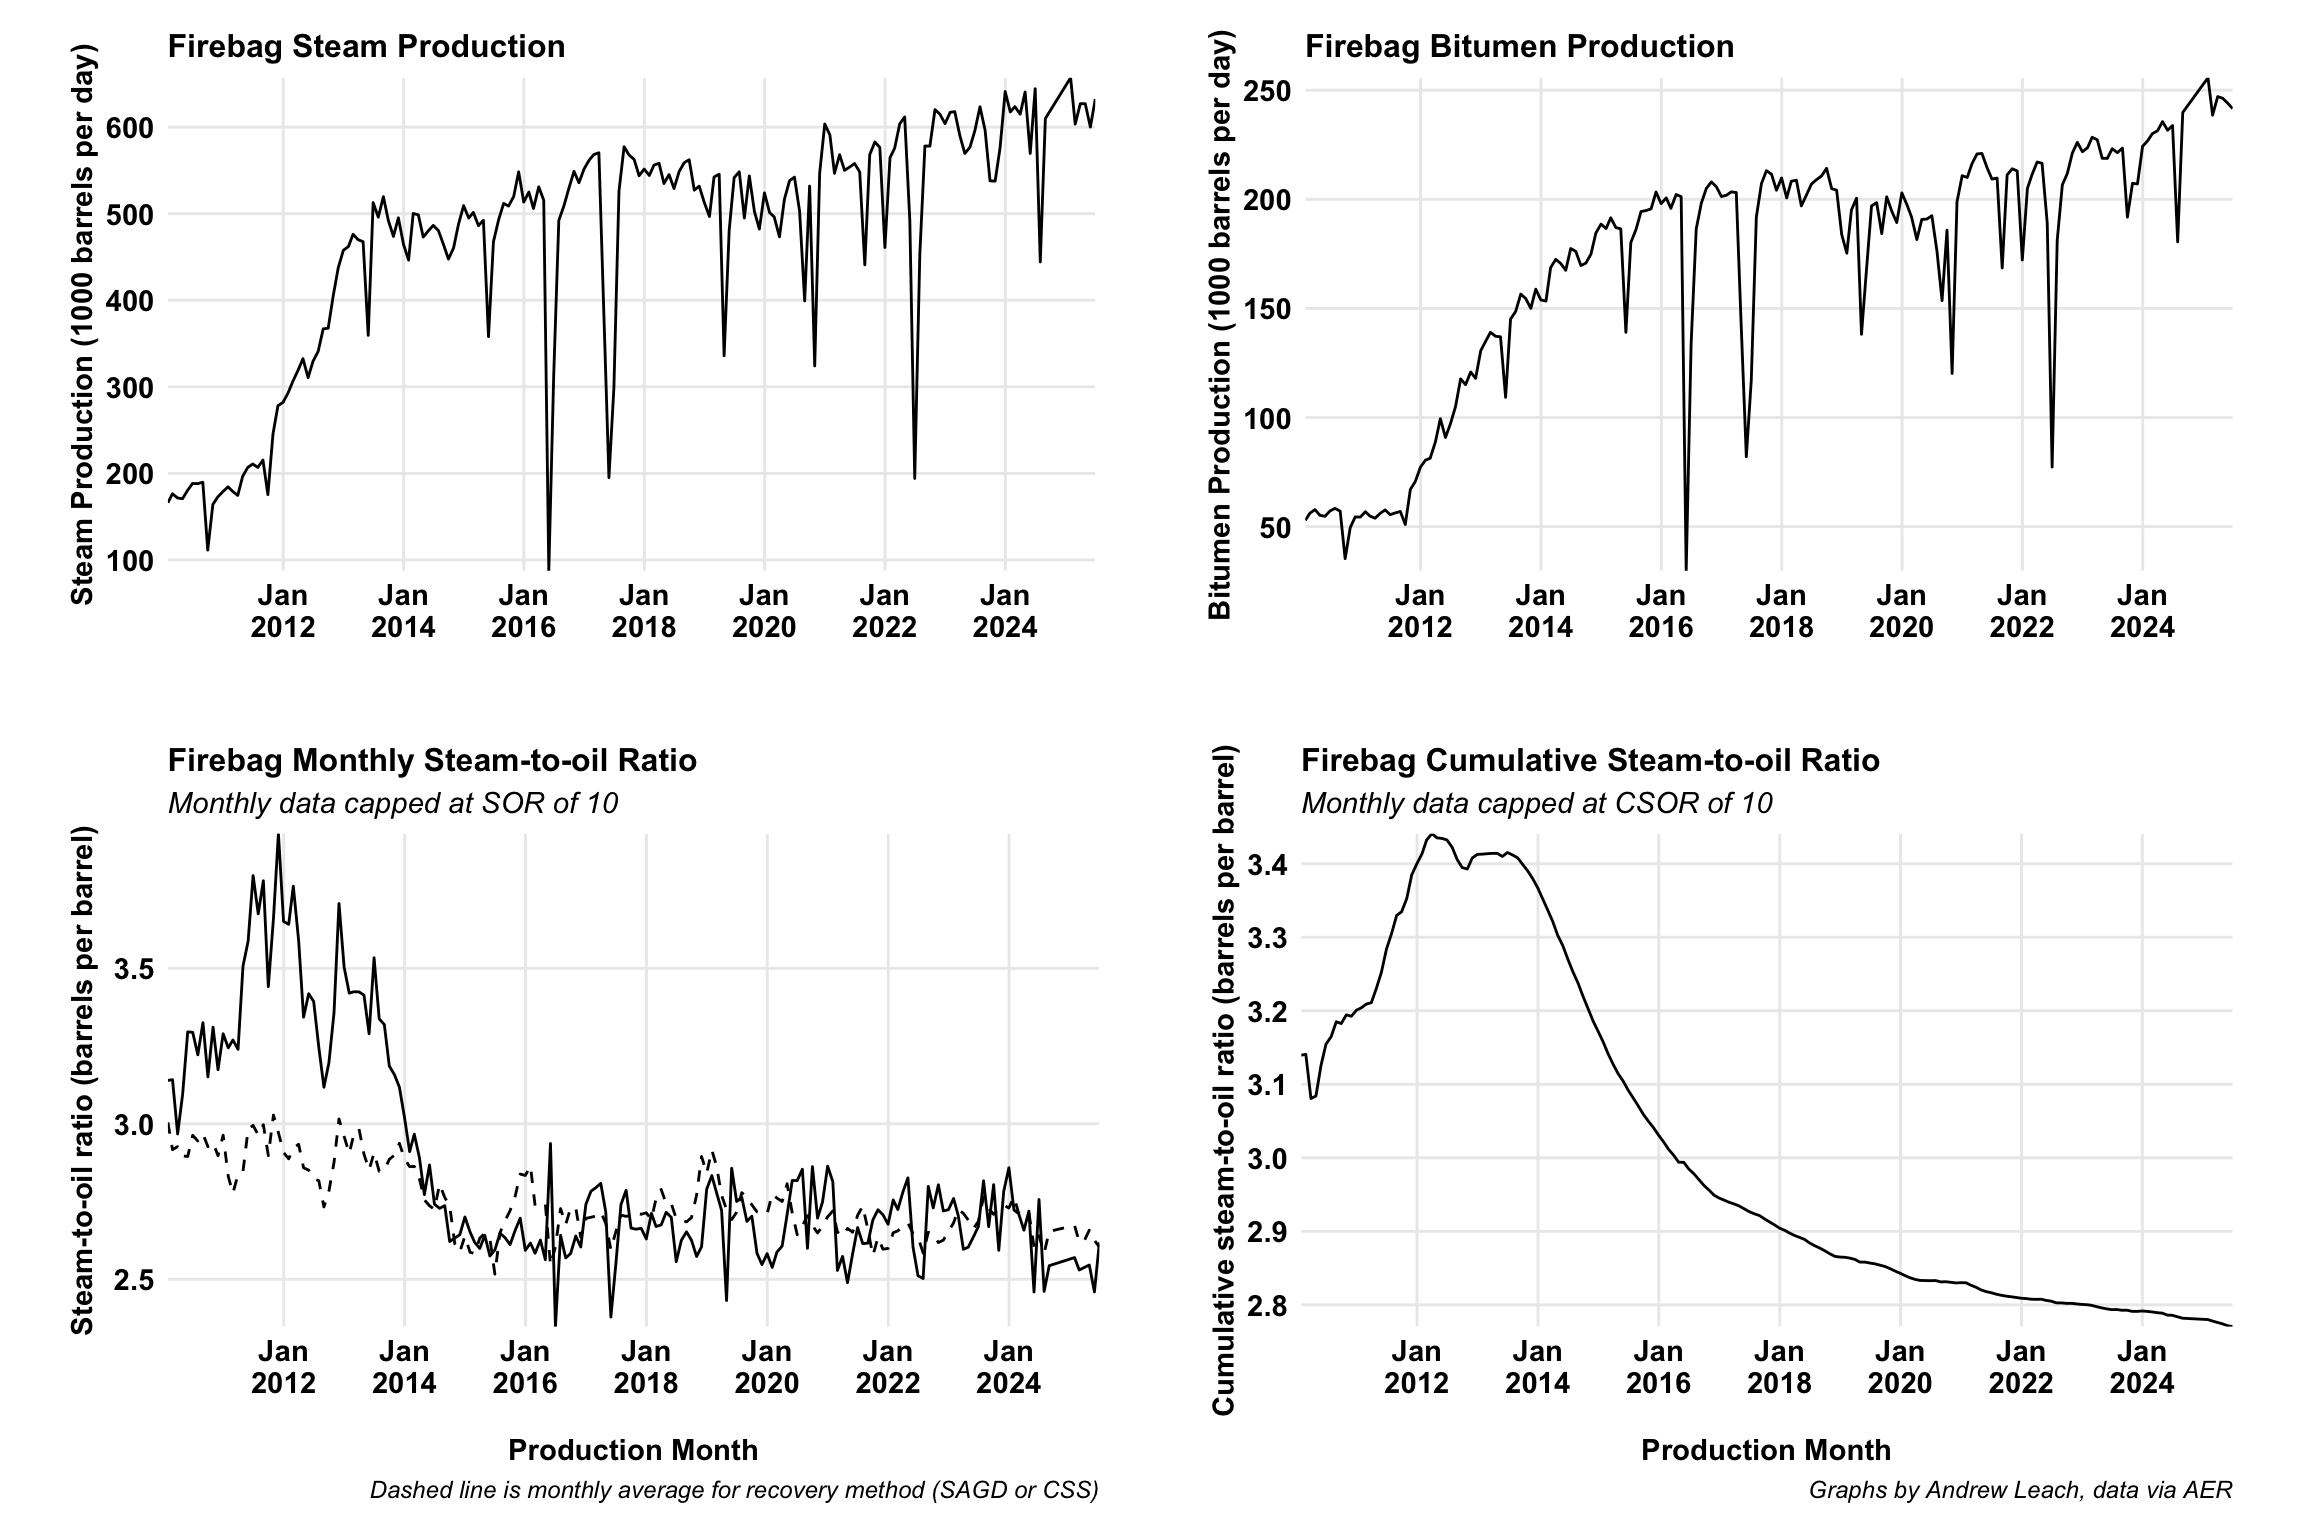 Firebag Steam Production
Steam Production (1000 barrels per day)
600
500
400
300
200
100
Jan Jan Jan Jan Jan Jan Jan
2012 2014 2016 2018 2020 2022 2024
Firebag Bitumen Production
Bitumen Production (1000 barrels per day)
250
200
150
100
50
Jan Jan Jan Jan Jan Jan Jan
2012 2014 2016 2018 2020 2022 2024
Firebag Monthly Steam-to-oil Ratio
Monthly data capped at SOR of 10
Steam-to-oil ratio (barrels per barrel)
3.5
3.0
2.5
Jan Jan Jan Jan Jan Jan Jan
2012 2014 2016 2018 2020 2022 2024
Production Month
Dashed line is monthly average for recovery method (SAGD or CSS)
Firebag Cumulative Steam-to-oil Ratio
Monthly data capped at CSOR of 10
Cumulative steam-to-oil ratio (barrels per barrel)
3.4
3.3
3.2
3.1
3.0
2.9
2.8
Jan Jan Jan Jan Jan Jan Jan
2012 2014 2016 2018 2020 2022 2024
Production Month
Graphs by Andrew Leach, data via AER